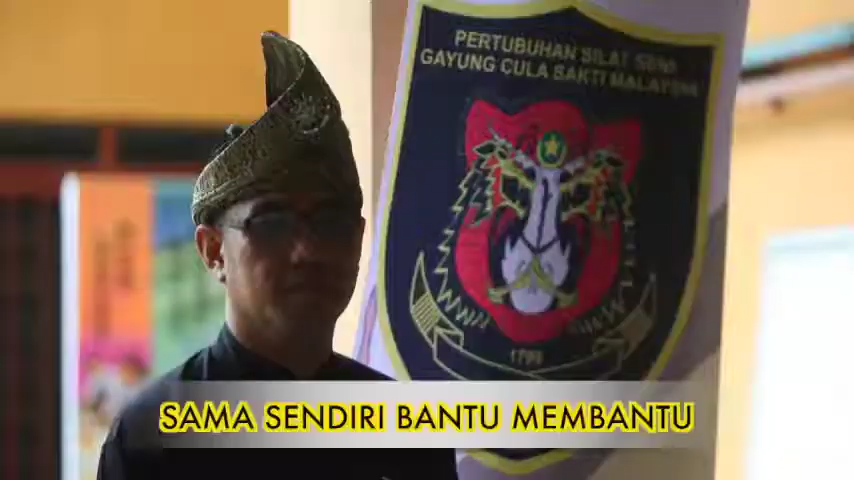 PERTUBUHAN SILAT SENI
GAYUNG CULA SAKTI MALAYSIA
SAMA SENDIRI BANTU MEMBANTU